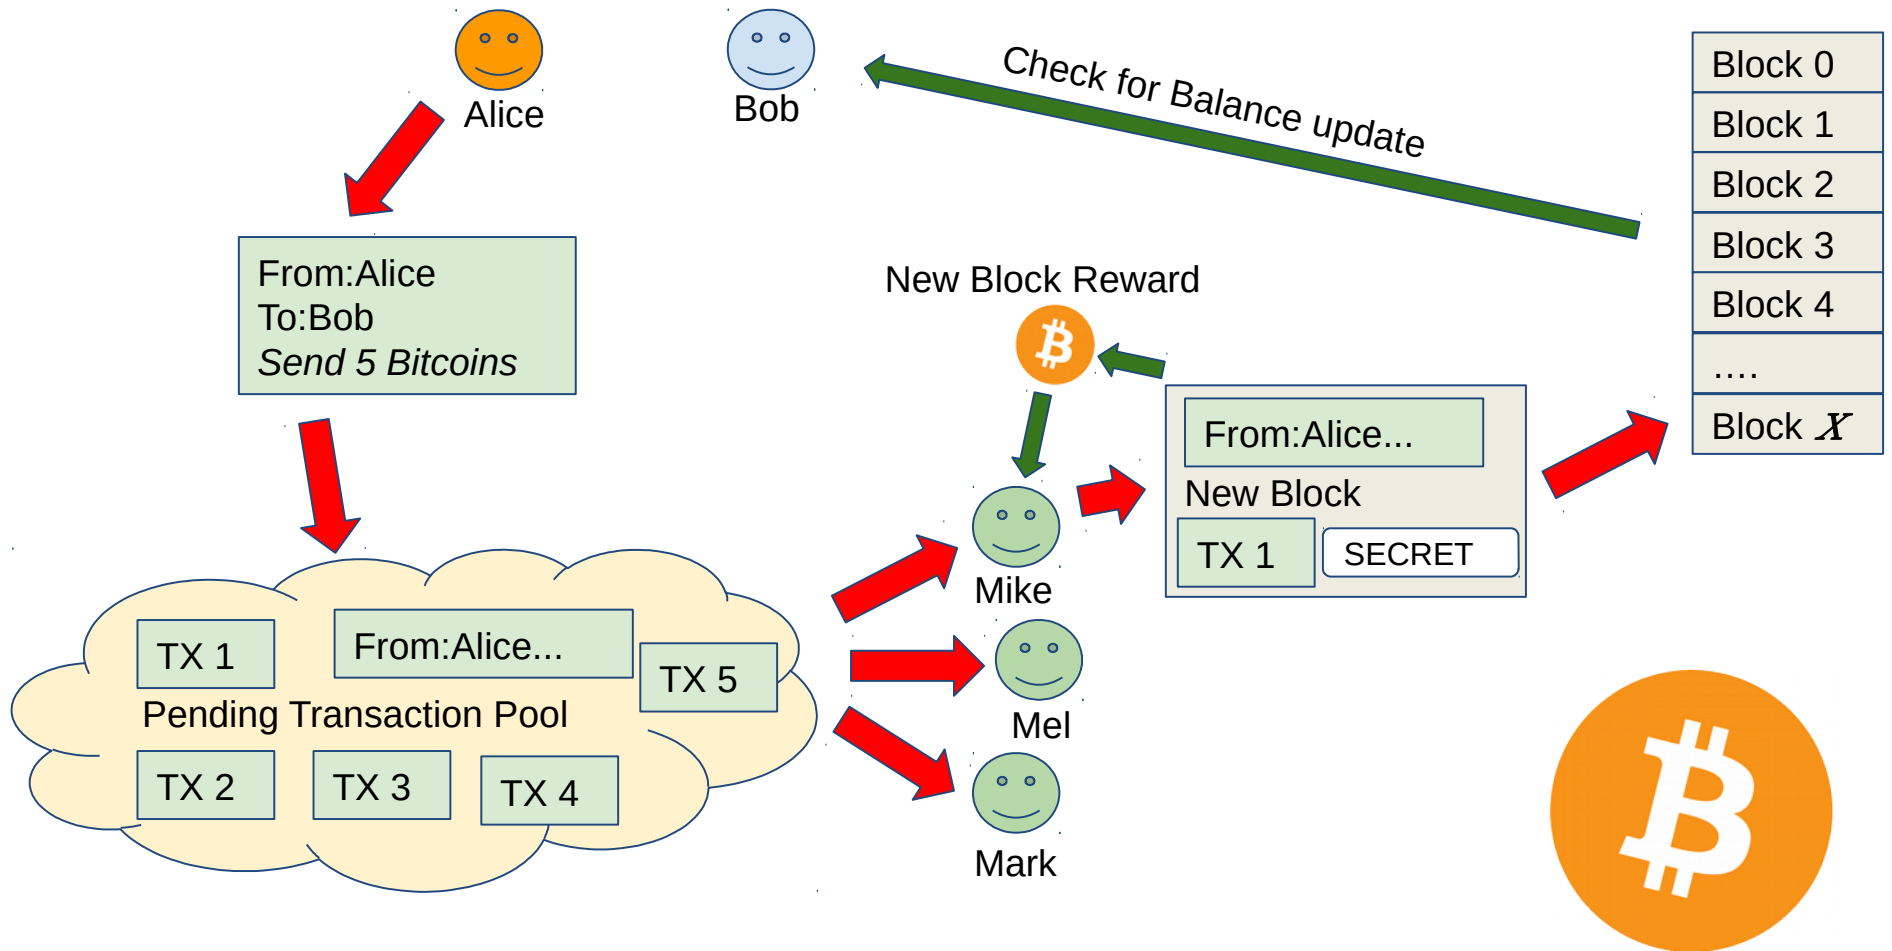 Alice
Bob
Check for Balance update
Block 0
Block 1
Block 2
Block 3
Block 4
....
Block X
From:Alice
To:Bob
Send 5 Bitcoins
New Block Reward
From:Alice...
New Block
TX 1
SECRET
Mike
Mel
Mark
TX 1
From:Alice...
TX 5
Pending Transaction Pool
TX 2
TX 3
TX 4